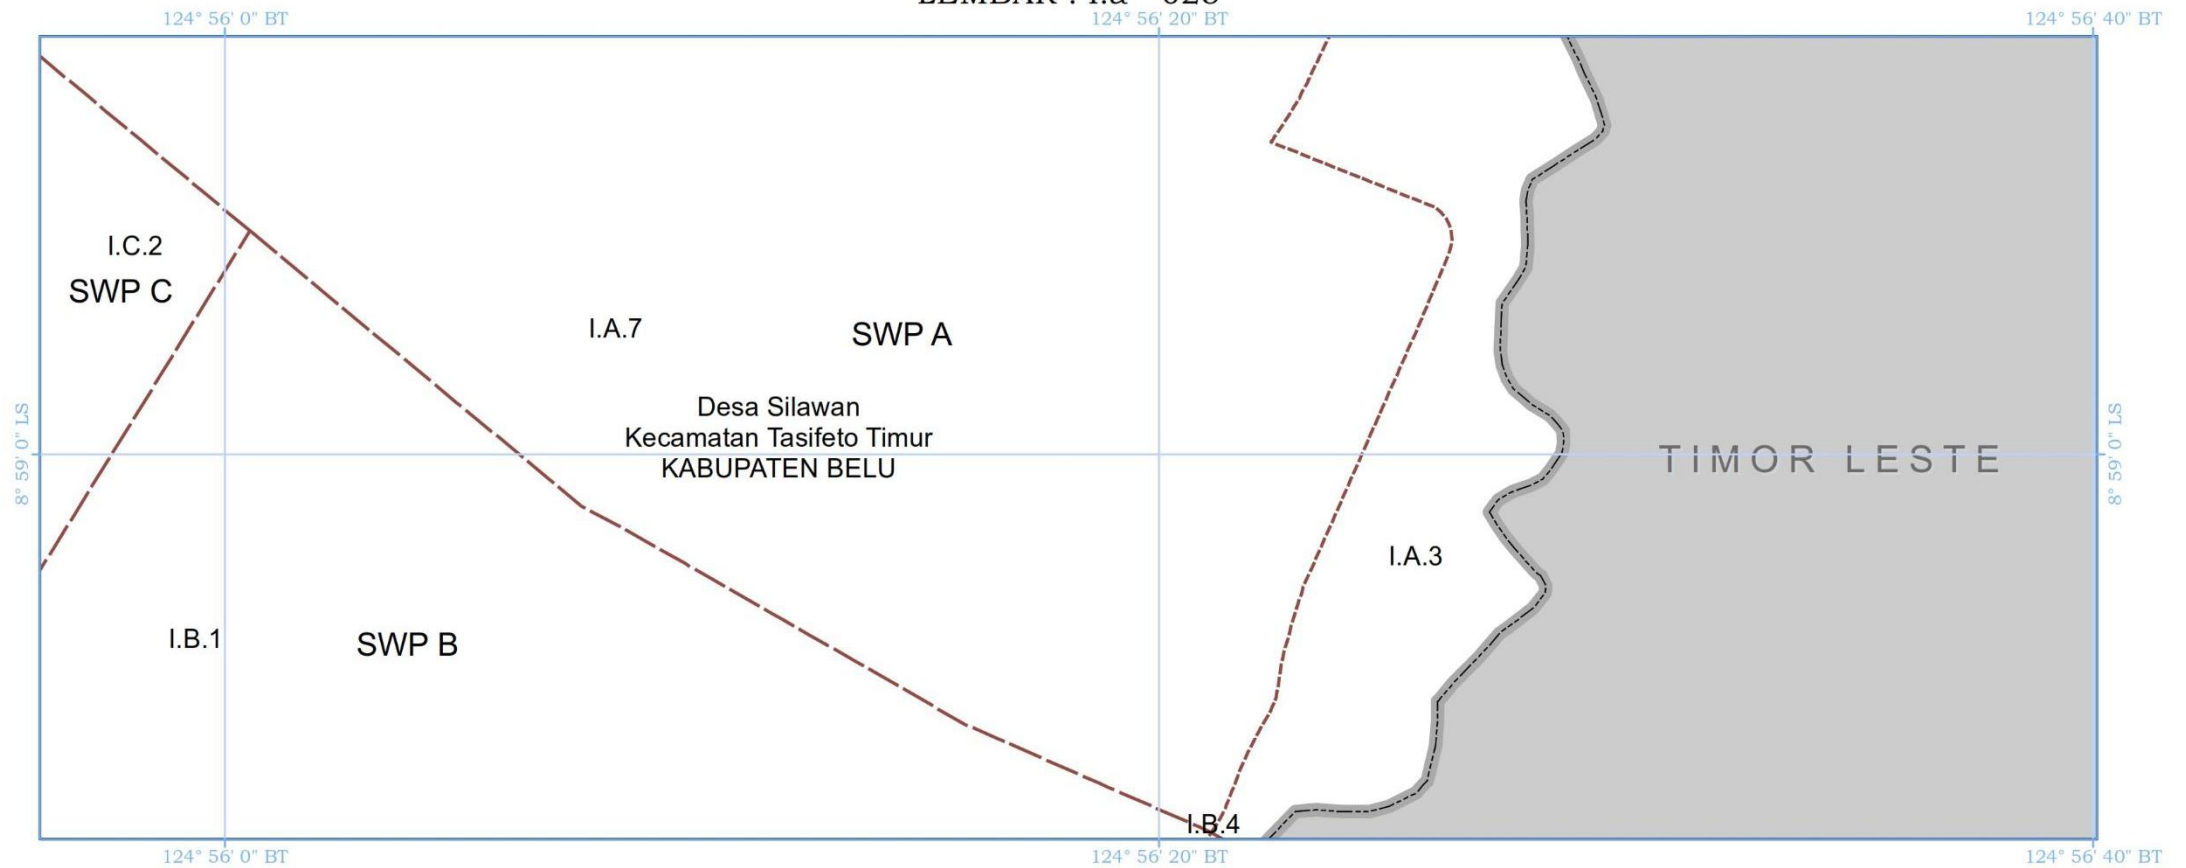 124° 56' 0" BT
124° 56' 20" BT
124° 56' 40" BT
I.C.2
SWP C
I.A.7
SWP A
Desa Silawan
Kecamatan Tasifeto Timur
KABUPATEN BELU
8° 59' 0" LS
TIMOR LESTE
8° 59' 0" LS
I.A.3
I.B.1
SWP B
I.B.4
124° 56' 0" BT
124° 56' 20" BT
124° 56' 40" BT